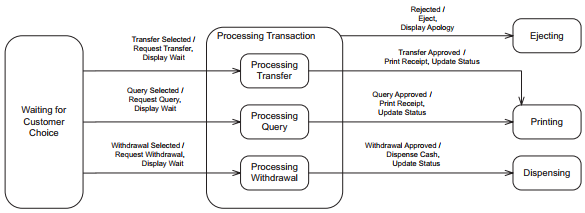 Rejected /
Eject,
Display Apology
Transfer Selected /
Request Transfer,
Display Wait
Processing Transaction
Ejecting
Transfer Approved /
Print Receipt, Update Status
Processing
Transfer
Query Selected /
Request Query,
Display Wait
Query Approved /
Print Receipt,
Update Status
Waiting for
Customer
Choice
Processing
Query
Printing
Withdrawal Selected /
Request Withdrawal,
Display Wait
Withdrawal Approved /
Dispense Cash,
Update Status
Processing
Withdrawal
Dispensing